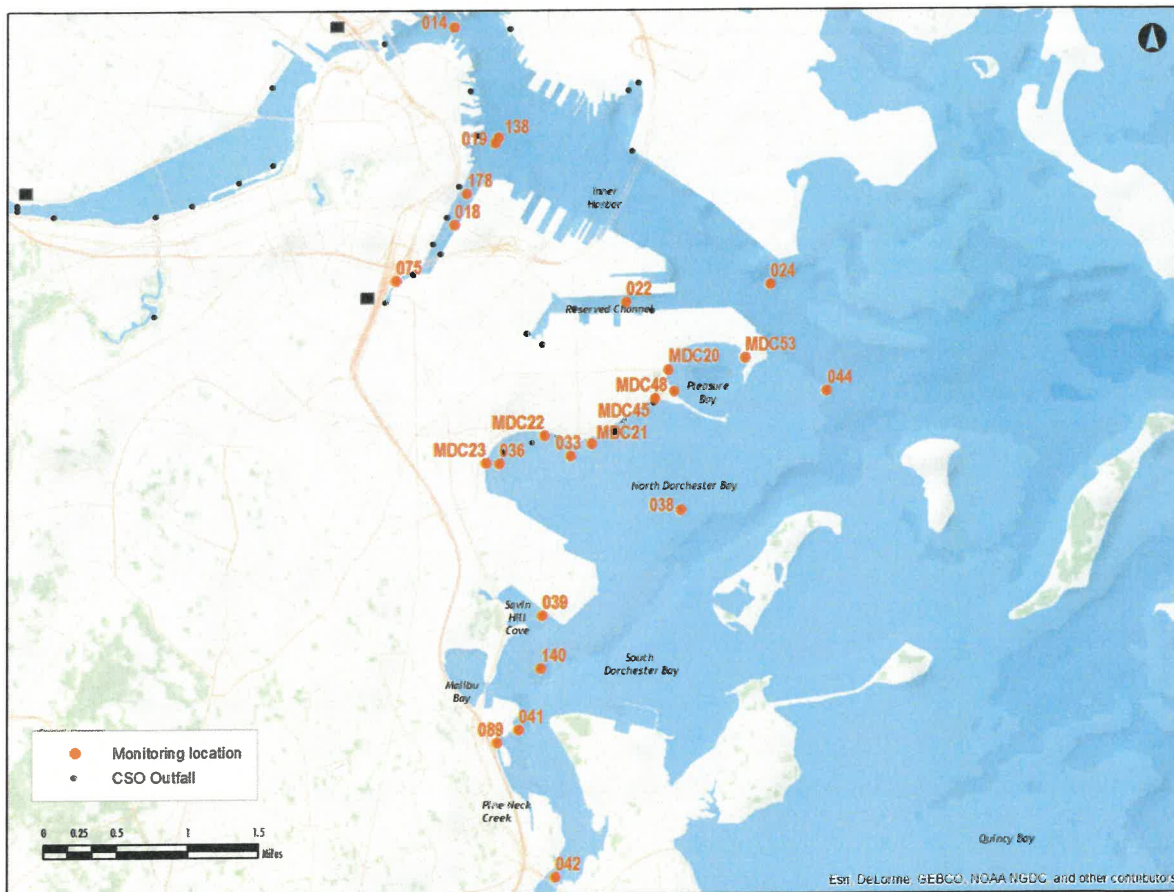 014
138
019
178
018
Inner
Harbor
075
024
022
Reserved Channel
MDC53
MDC20
MDC48
Pleasure
Bay
044
MDC45
MDC22
033
MDC21
MDC23
036
North Dorchester Bay
038
Savin
Hill
Cove
039
140
South
Dorchester Bay
Malibu
Bay
041
089
Monitoring location
CSO Outfall
Pine Neck
Creek
0 0.25 0.5 1 1.5
Miles
Quincy Bay
042
Esri, DeLorme, GEBCO, NOAA NGDC, and other contributors